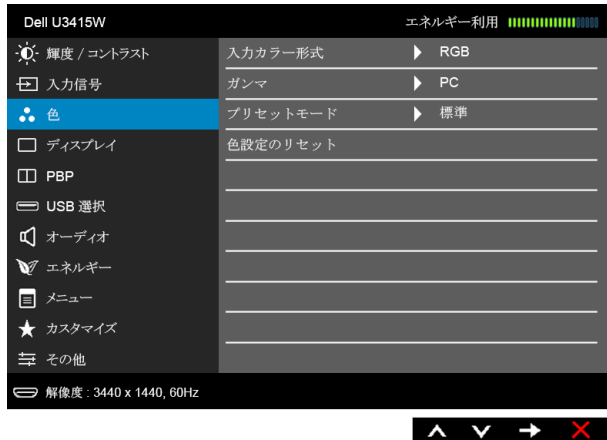 Dell U3415W エネルギー利用
輝度 / コントラスト
入力信号
色
ディスプレイ
PBP
USB 選択
オーディオ
エネルギー
メニュー
カスタマイズ
その他
入力カラー形式 RGB
ガンマ PC
プリセットモード 標準
色設定のリセット
解像度 : 3440 x 1440, 60Hz